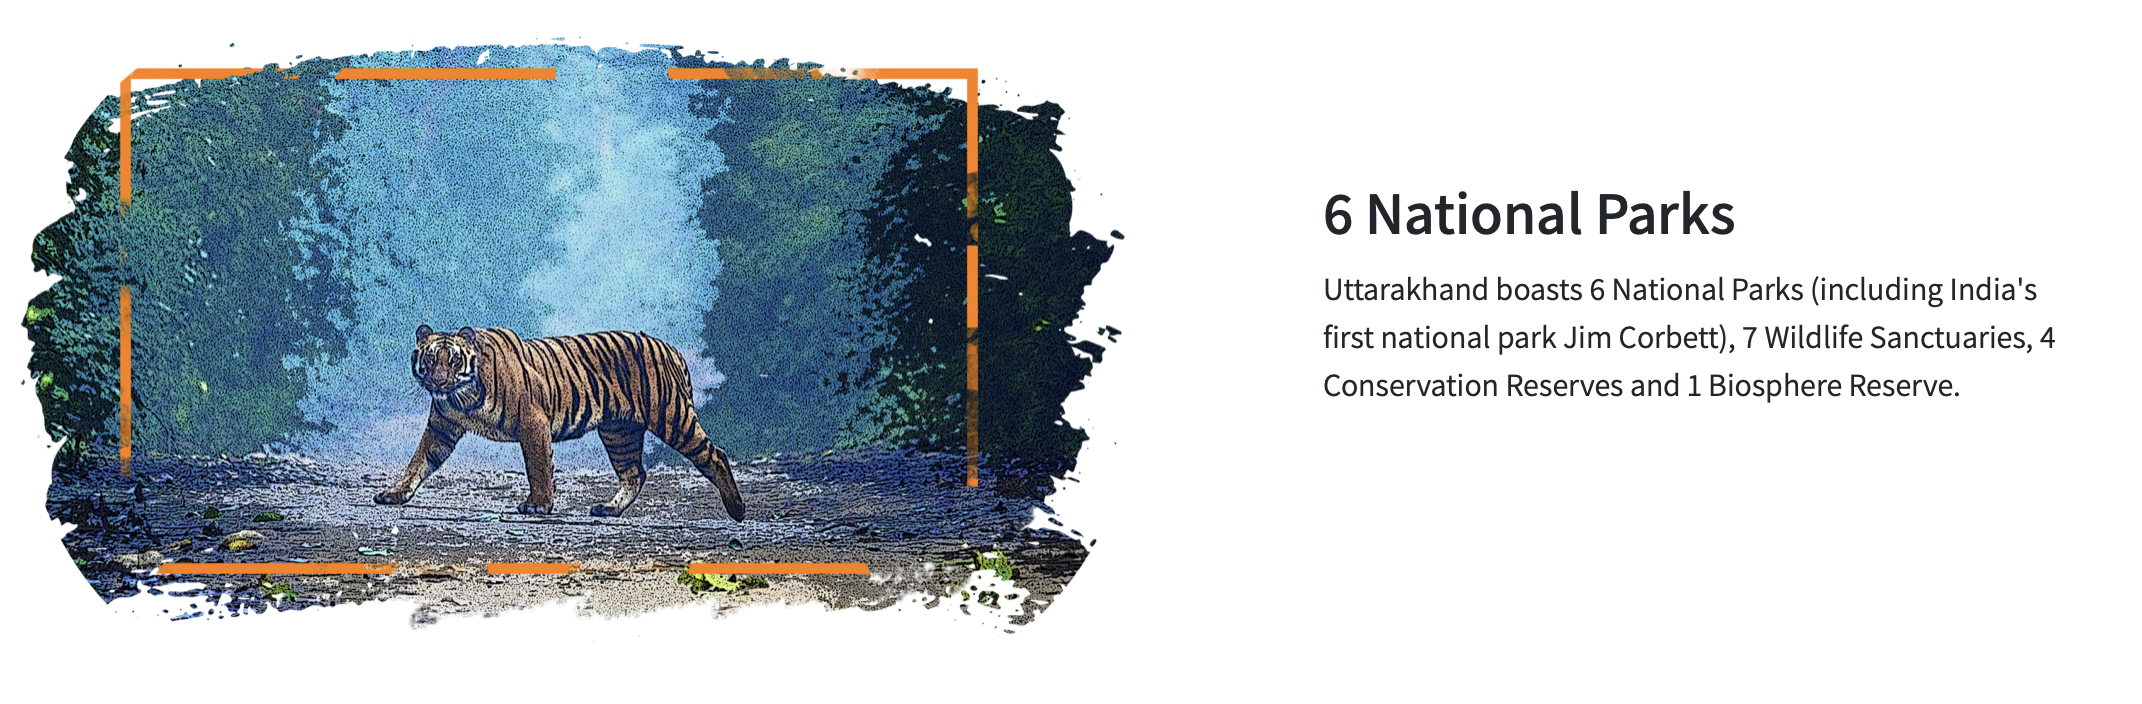 6 National Parks
Uttarakhand boasts 6 National Parks (including India's
first national park Jim Corbett), 7 Wildlife Sanctuaries, 4
Conservation Reserves and 1 Biosphere Reserve.